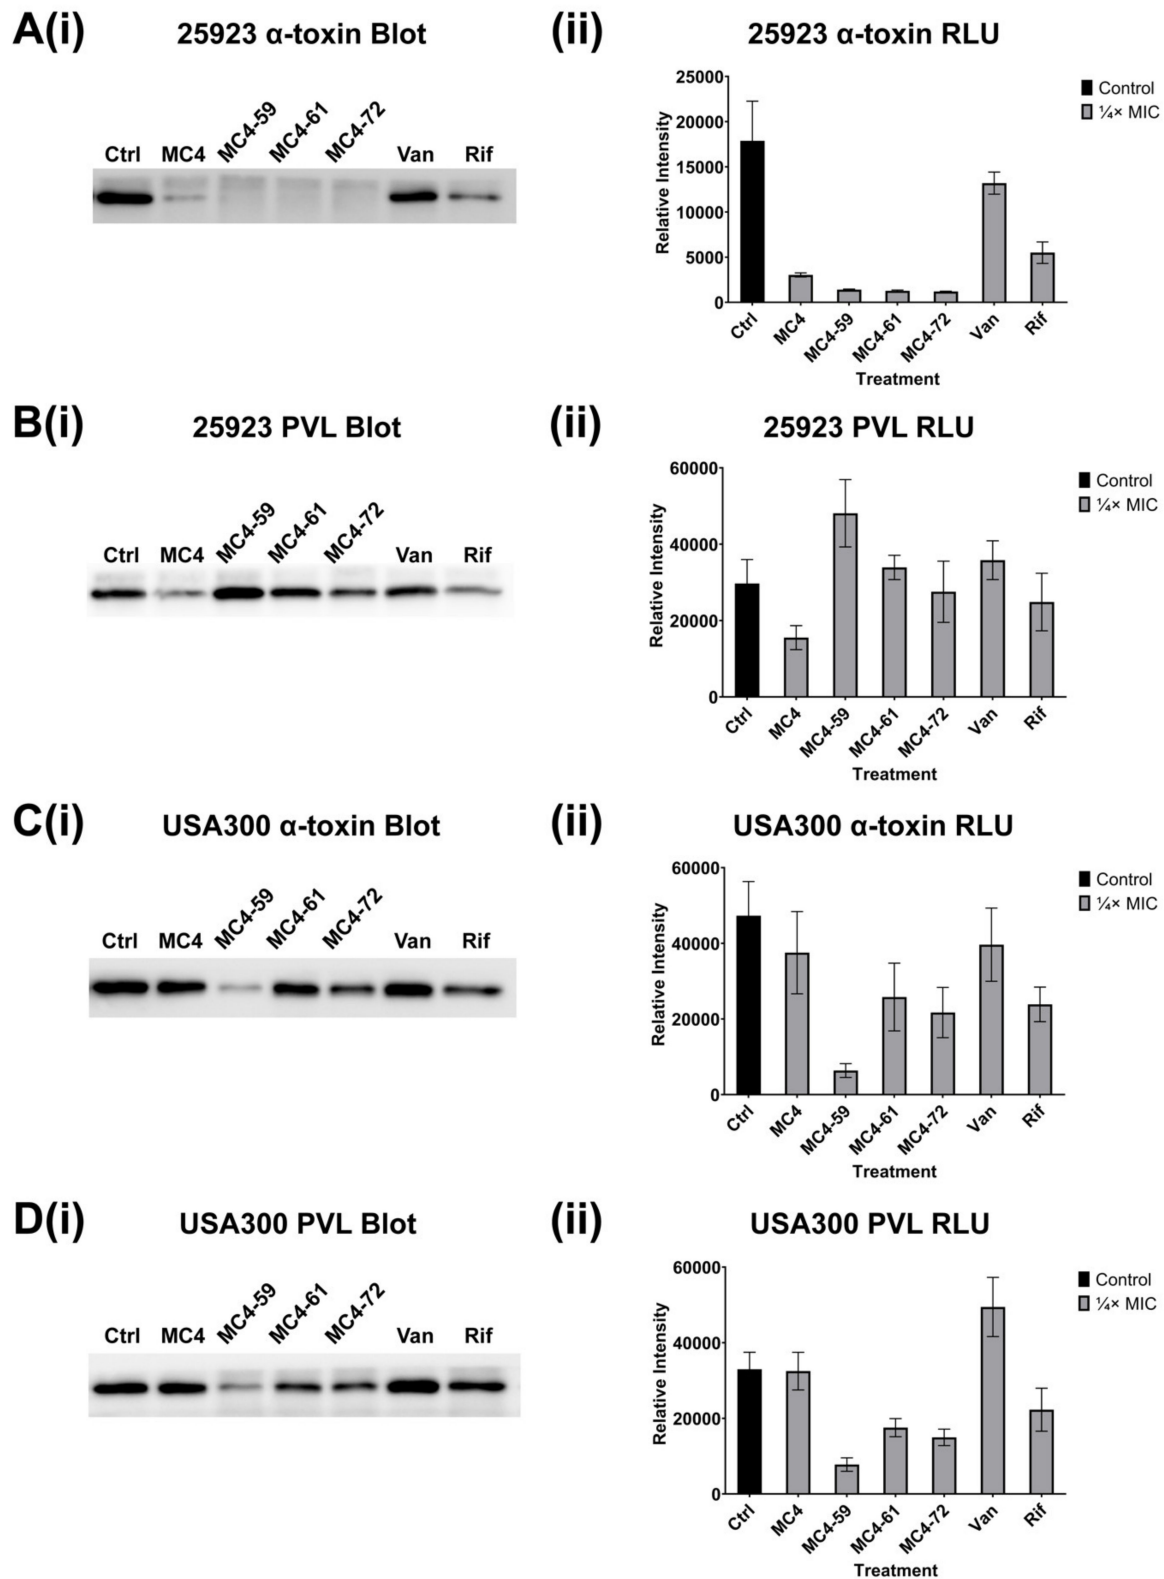 A(i) 25923 α-toxin Blot
Ctrl MC4 MC4-59 MC4-61 MC4-72 Van Rif
(ii) 25923 α-toxin RLU
Relative Intensity
25000
20000
15000
10000
5000
0
Ctrl MC4 MC4-59 MC4-61 MC4-72 Van Rif
Treatment
Control
¼× MIC
B(i) 25923 PVL Blot
Ctrl MC4 MC4-59 MC4-61 MC4-72 Van Rif
(ii) 25923 PVL RLU
Relative Intensity
60000
40000
20000
0
Ctrl MC4 MC4-59 MC4-61 MC4-72 Van Rif
Treatment
Control
¼× MIC
C(i) USA300 α-toxin Blot
Ctrl MC4 MC4-59 MC4-61 MC4-72 Van Rif
(ii) USA300 α-toxin RLU
Relative Intensity
60000
40000
20000
0
Ctrl MC4 MC4-59 MC4-61 MC4-72 Van Rif
Treatment
Control
¼× MIC
D(i) USA300 PVL Blot
Ctrl MC4 MC4-59 MC4-61 MC4-72 Van Rif
(ii) USA300 PVL RLU
Relative Intensity
60000
40000
20000
0
Ctrl MC4 MC4-59 MC4-61 MC4-72 Van Rif
Treatment
Control
¼× MIC